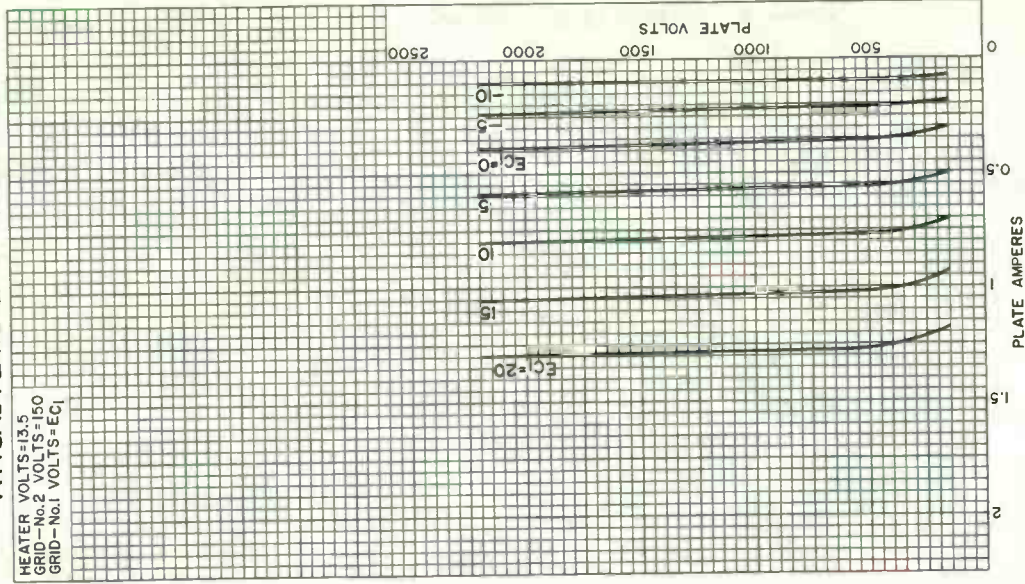 HEATER VOLTS=13.5
GRID-No.2 VOLTS=150
GRID-No.1 VOLTS=EC1
PLATE VOLTS
0
500
1000
1500
2000
2500
-10
-5
EC1=0
5
10
15
EC1=20
0.5
1
1.5
2
PLATE AMPERES